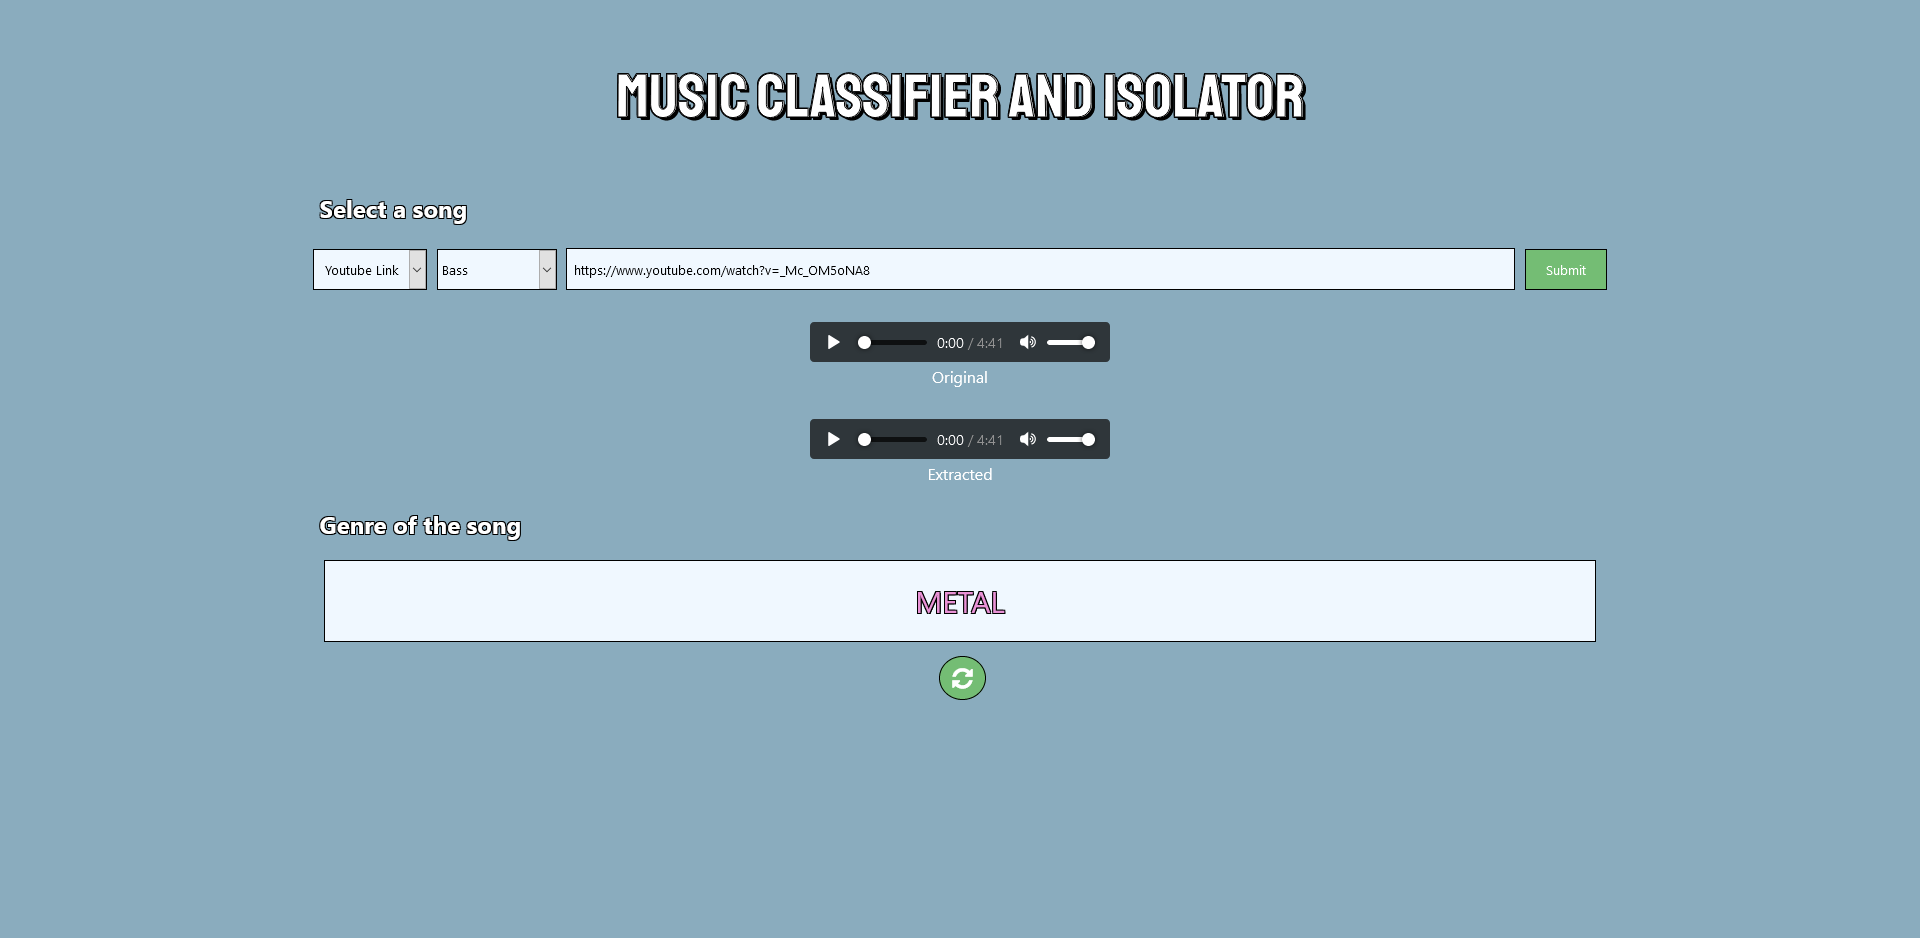 MUSIC CLASSIFIER AND ISOLATOR
Select a song
Youtube Link Bass https://www.youtube.com/watch?v=_Mc_OM5oNA8 Submit
0:00 / 4:41
Original
0:00 / 4:41
Extracted
Genre of the song
METAL